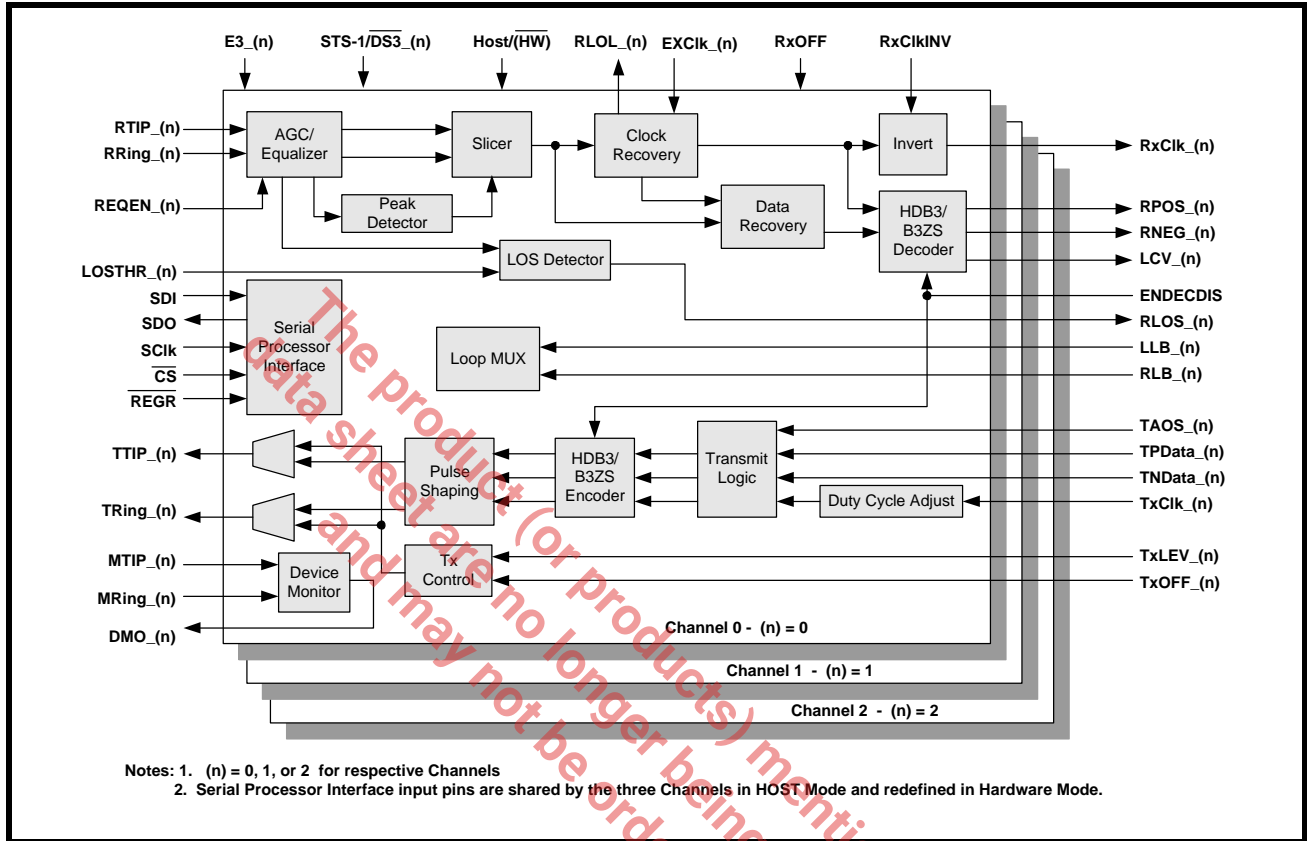 E3_(n) STS-1/DS3_(n) Host/(HW) RLOL_(n) EXClk_(n) RxOFF RxClkINV
RTIP_(n)
RRing_(n)
REQEN_(n)
LOSTHR_(n)
SDI
SDO
SClk
CS
REGR
TTIP_(n)
TRing_(n)
MTIP_(n)
MRing_(n)
DMO_(n)
AGC/
Equalizer
Slicer
Clock
Recovery
Invert
Peak
Detector
Data
Recovery
HDB3/
B3ZS
Decoder
LOS Detector
Serial
Processor
Interface
Loop MUX
Pulse
Shaping
HDB3/
B3ZS
Encoder
Transmit
Logic
Duty Cycle Adjust
Device
Monitor
Tx
Control
RxClk_(n)
RPOS_(n)
RNEG_(n)
LCV_(n)
ENDECDIS
RLOS_(n)
LLB_(n)
RLB_(n)
TAOS_(n)
TPData_(n)
TNData_(n)
TxClk_(n)
TxLEV_(n)
TxOFF_(n)
Channel 0 - (n) = 0
Channel 1 - (n) = 1
Channel 2 - (n) = 2
Notes: 1. (n) = 0, 1, or 2 for respective Channels
2. Serial Processor Interface input pins are shared by the three Channels in HOST Mode and redefined in Hardware Mode.
The product (or products) menti
data sheet are no longer being
and may not be ord